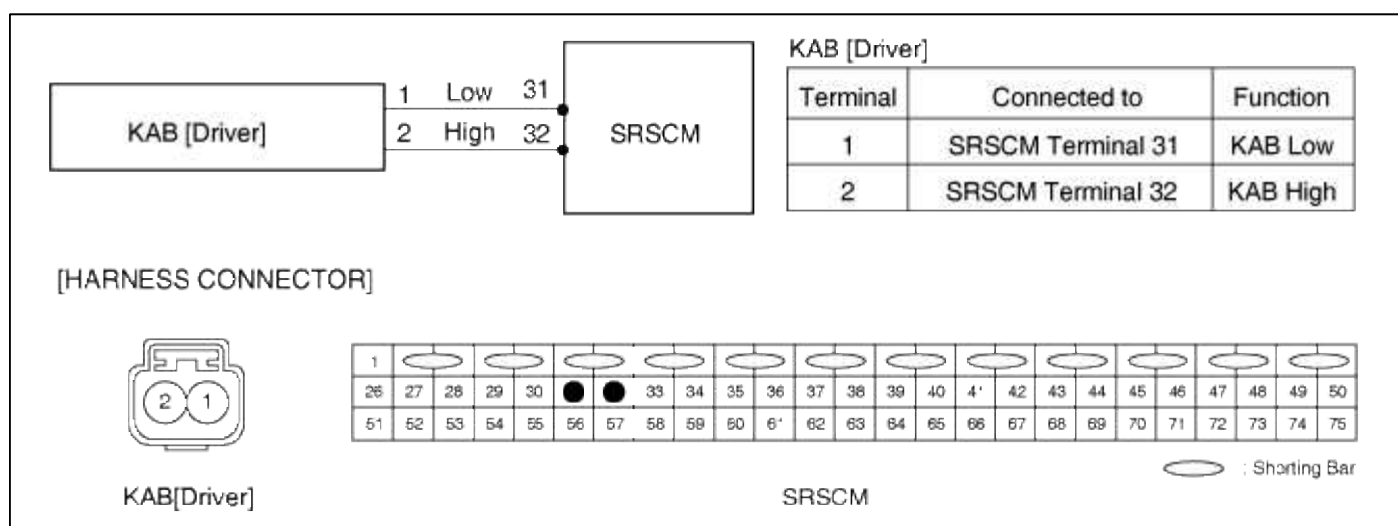 KAB [Driver]
1 Low 31
2 High 32
SRSCM
KAB [Driver]
Terminal Connected to Function
1 SRSCM Terminal 31 KAB Low
2 SRSCM Terminal 32 KAB High
[HARNESS CONNECTOR]
2 1
1
26 27 28 29 30 33 34 35 36 37 38 39 40 41 42 43 44 45 46 47 48 49 50
51 52 53 54 55 56 57 58 59 60 61 62 63 64 65 66 67 68 69 70 71 72 73 74 75
: Shorting Bar
KAB[Driver]
SRSCM